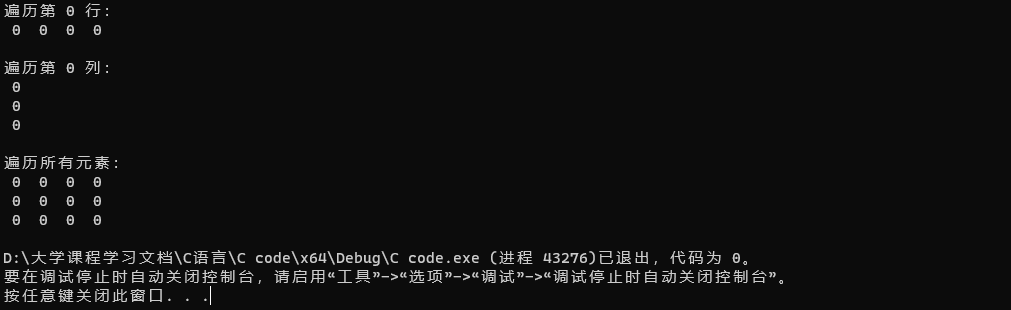 遍历第 0 行:
0 0 0 0
遍历第 0 列:
0
0
0
遍历所有元素:
0 0 0 0
0 0 0 0
0 0 0 0
D:\大学课程学习文档\C语言\C code\x64\Debug\C code.exe (进程 43276)已退出，代码为 0。
要在调试停止时自动关闭控制台，请启用“工具”->“选项”->“调试”->“调试停止时自动关闭控制台”。
按任意键关闭此窗口. . .